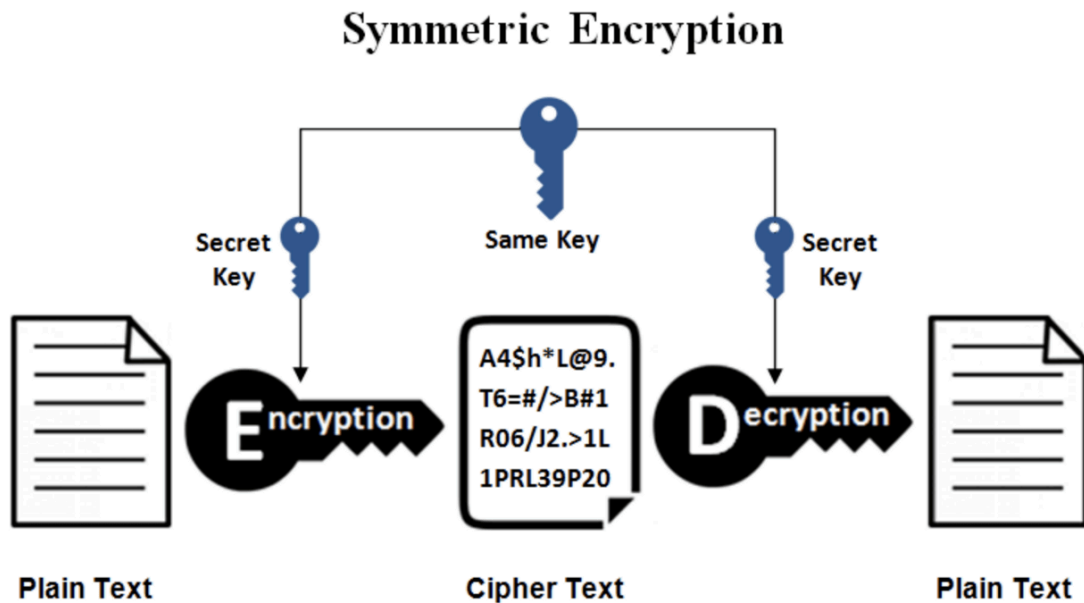 Symmetric Encryption
Same Key
Secret
Key
Secret
Key
Encryption
A4$h*L@9.
T6=#/>B#1
R06/J2.>1L
1PRL39P20
Decryption
Plain Text
Cipher Text
Plain Text